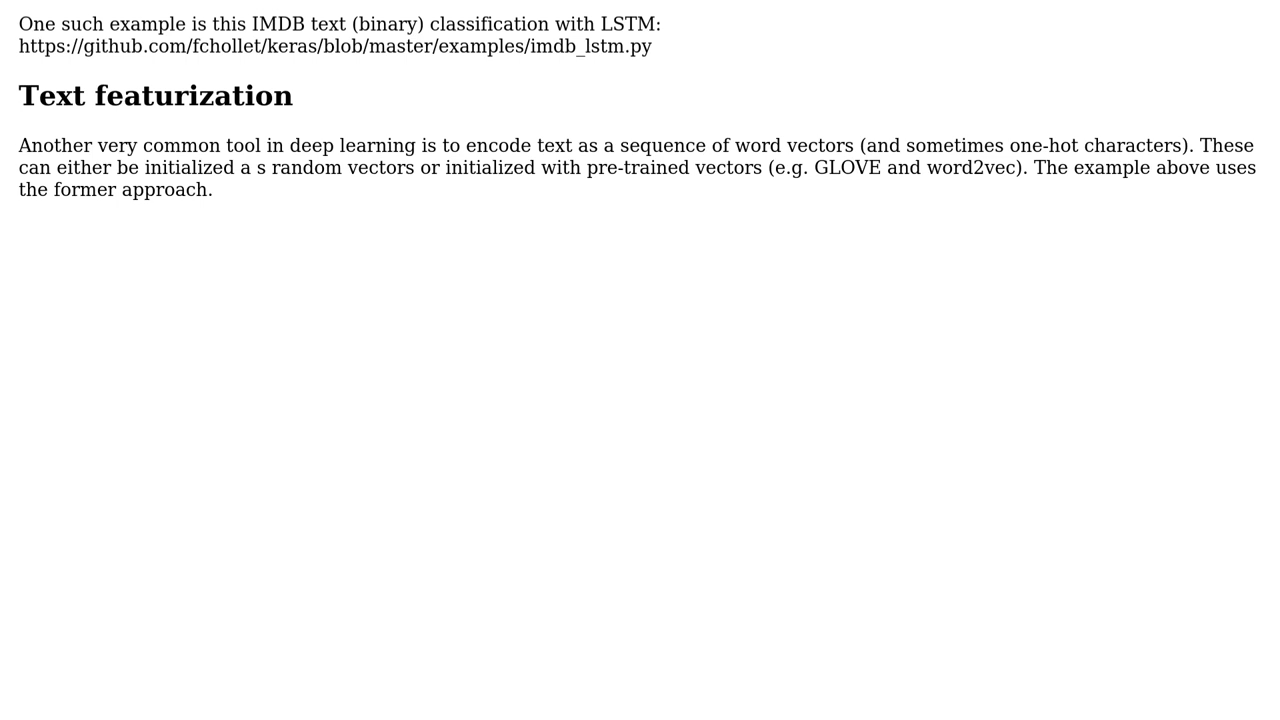 One such example is this IMDB text (binary) classification with LSTM:
https://github.com/fchollet/keras/blob/master/examples/imdb_lstm.py
Text featurization
Another very common tool in deep learning is to encode text as a sequence of word vectors (and sometimes one-hot characters). These
can either be initialized a s random vectors or initialized with pre-trained vectors (e.g. GLOVE and word2vec). The example above uses
the former approach.